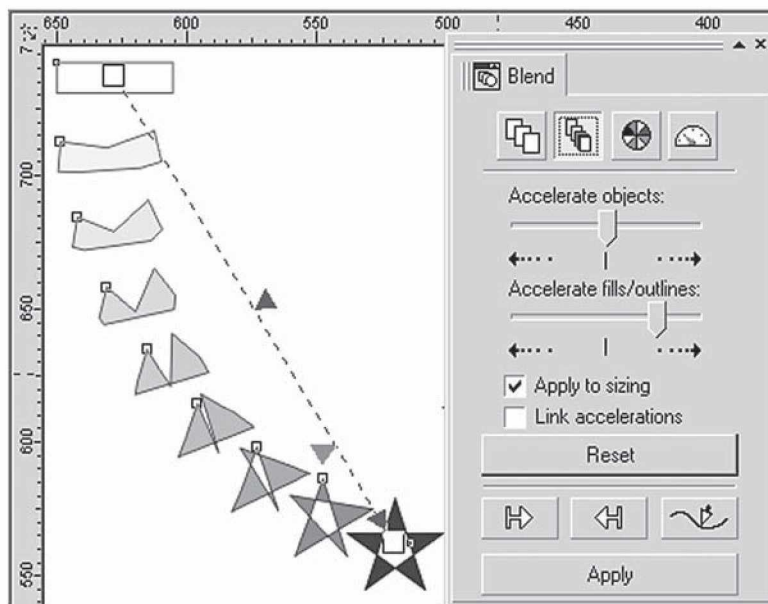 650 600 550 500 450 400
Blend
700
Accelerate objects:
650
Accelerate fills/outlines:
Apply to sizing
Link accelerations
600
Reset
550
Apply